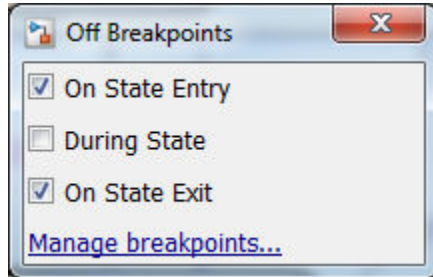 Off Breakpoints
On State Entry
During State
On State Exit
Manage breakpoints...